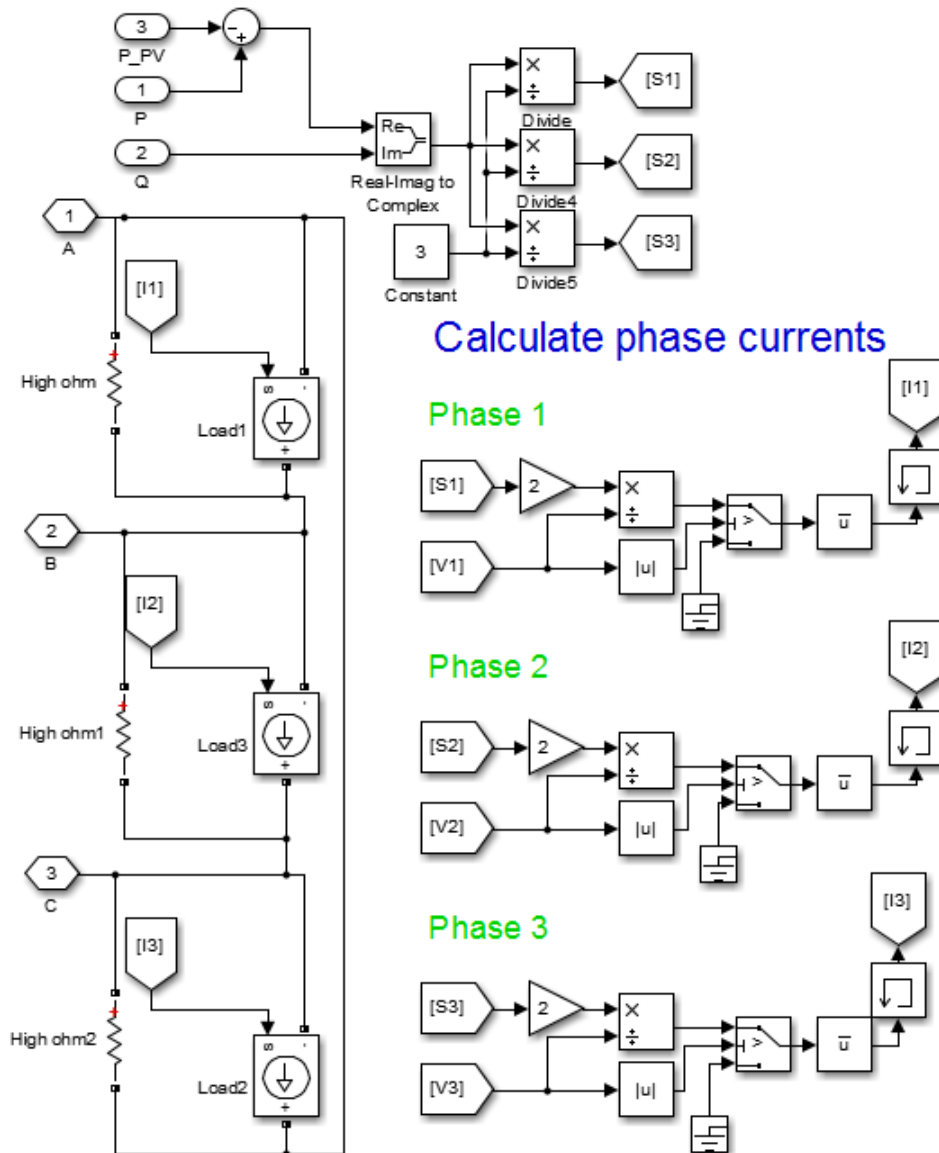 3
P_PV
1
P
2
Q
Re
Im
Real-Imag to
Complex
3
Constant
×
÷
Divide
×
÷
Divide4
×
÷
Divide5
[S1]
[S2]
[S3]
1
A
[I1]
High ohm
s
-
+
Load1
2
B
[I2]
High ohm1
s
-
+
Load3
3
C
[I3]
High ohm2
s
-
+
Load2
Calculate phase currents
Phase 1
[S1]
2
×
÷
[V1]
|u|
>
u
[I1]
Phase 2
[S2]
2
×
÷
[V2]
|u|
>
u
[I2]
Phase 3
[S3]
2
×
÷
[V3]
|u|
>
u
[I3]